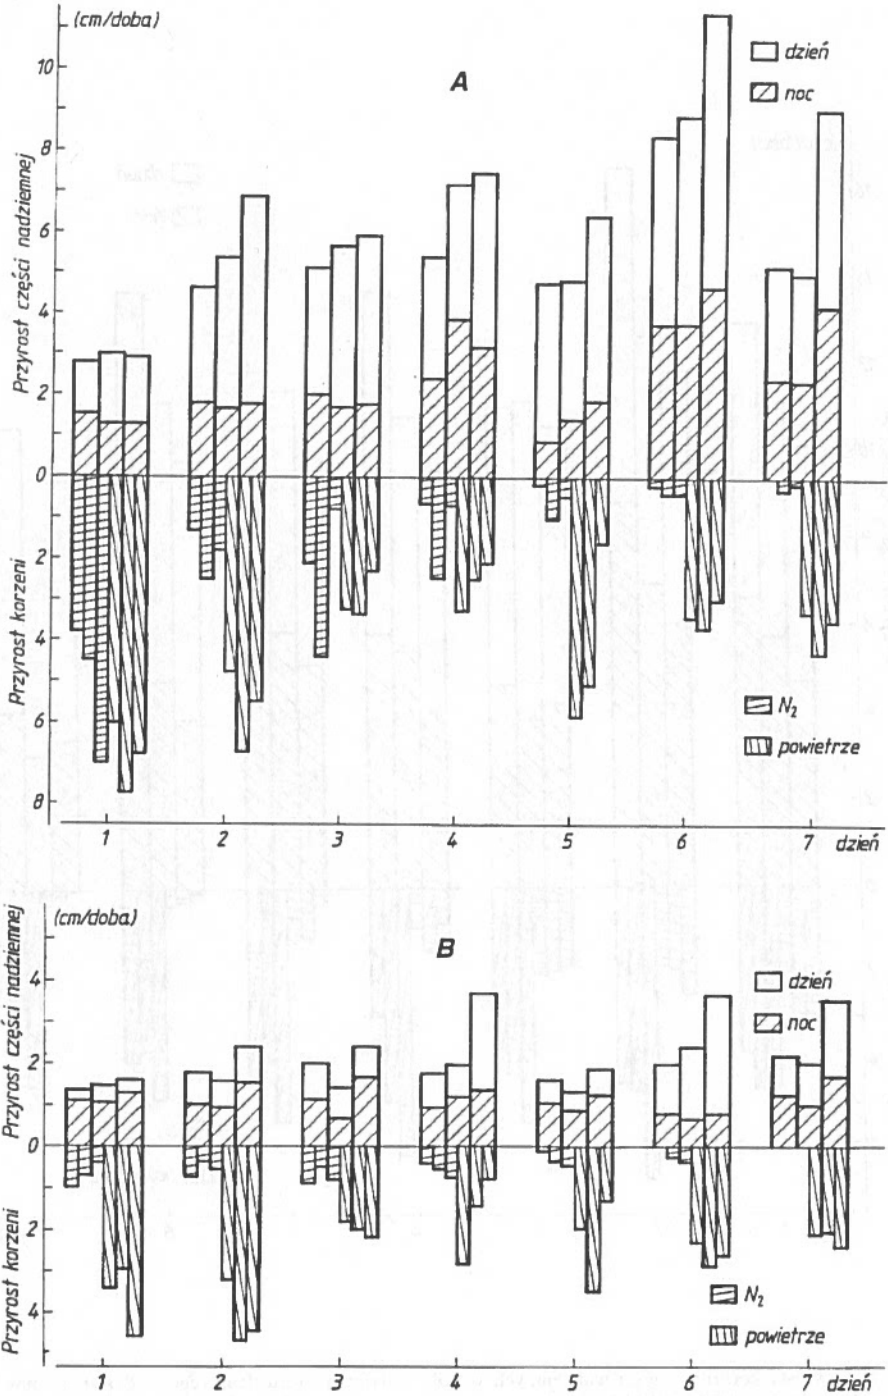 (cm/doba)
A
dzień
noc
10
8
6
4
2
0
2
4
6
8
Przyrost części nadziemnej
Przyrost korzeni
N₂
powietrze
1 2 3 4 5 6 7 dzień
(cm/doba)
B
dzień
noc
4
2
0
2
4
Przyrost części nadziemnej
Przyrost korzeni
N₂
powietrze
1 2 3 4 5 6 7 dzień